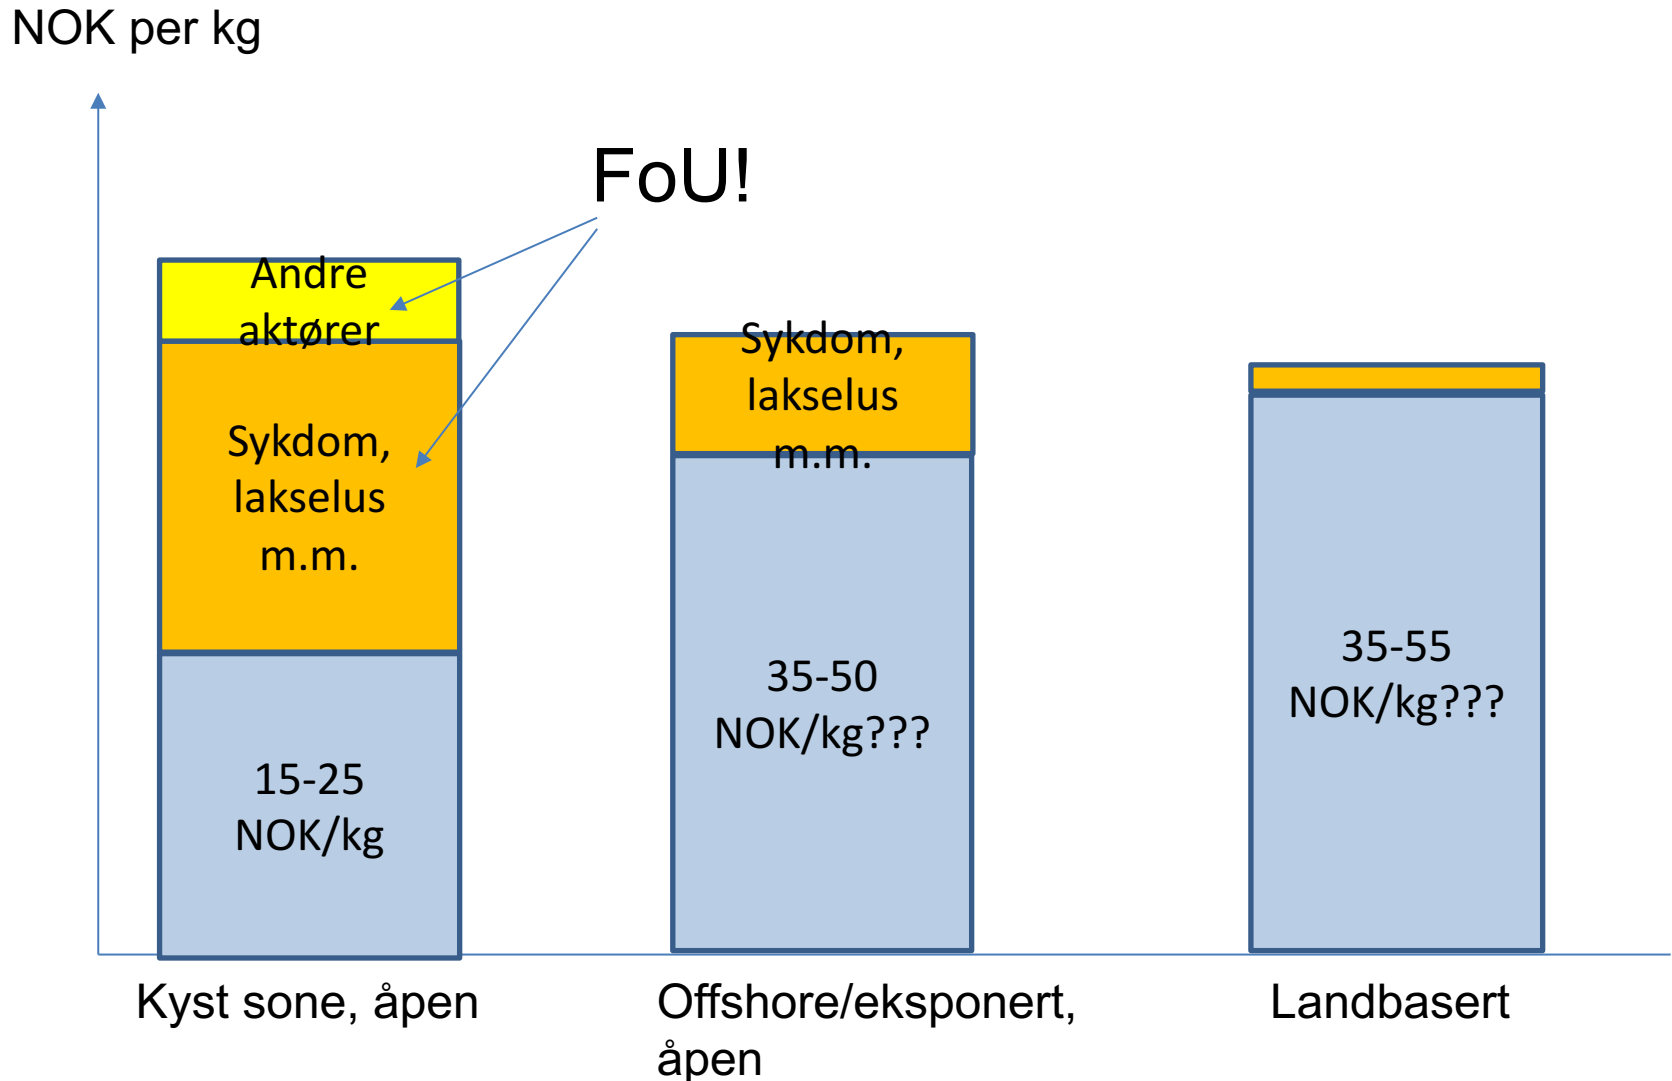 NOK per kg
FoU!
Andre
aktører
Sykdom,
lakselus
m.m.
15-25
NOK/kg
Sykdom,
lakselus
m.m.
35-50
NOK/kg???
35-55
NOK/kg???
Kyst sone, åpen
Offshore/eksponert,
åpen
Landbasert